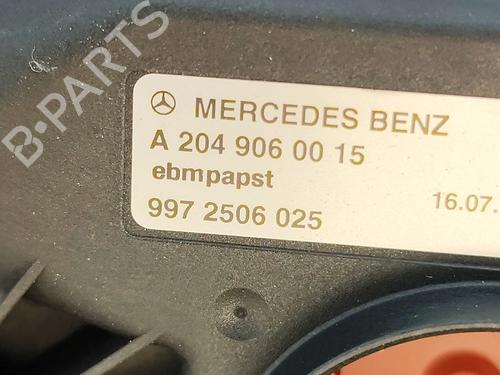 B-PARTS
MERCEDES BENZ
A 204 906 00 15
ebmpapst
16.07.
997 2506 025